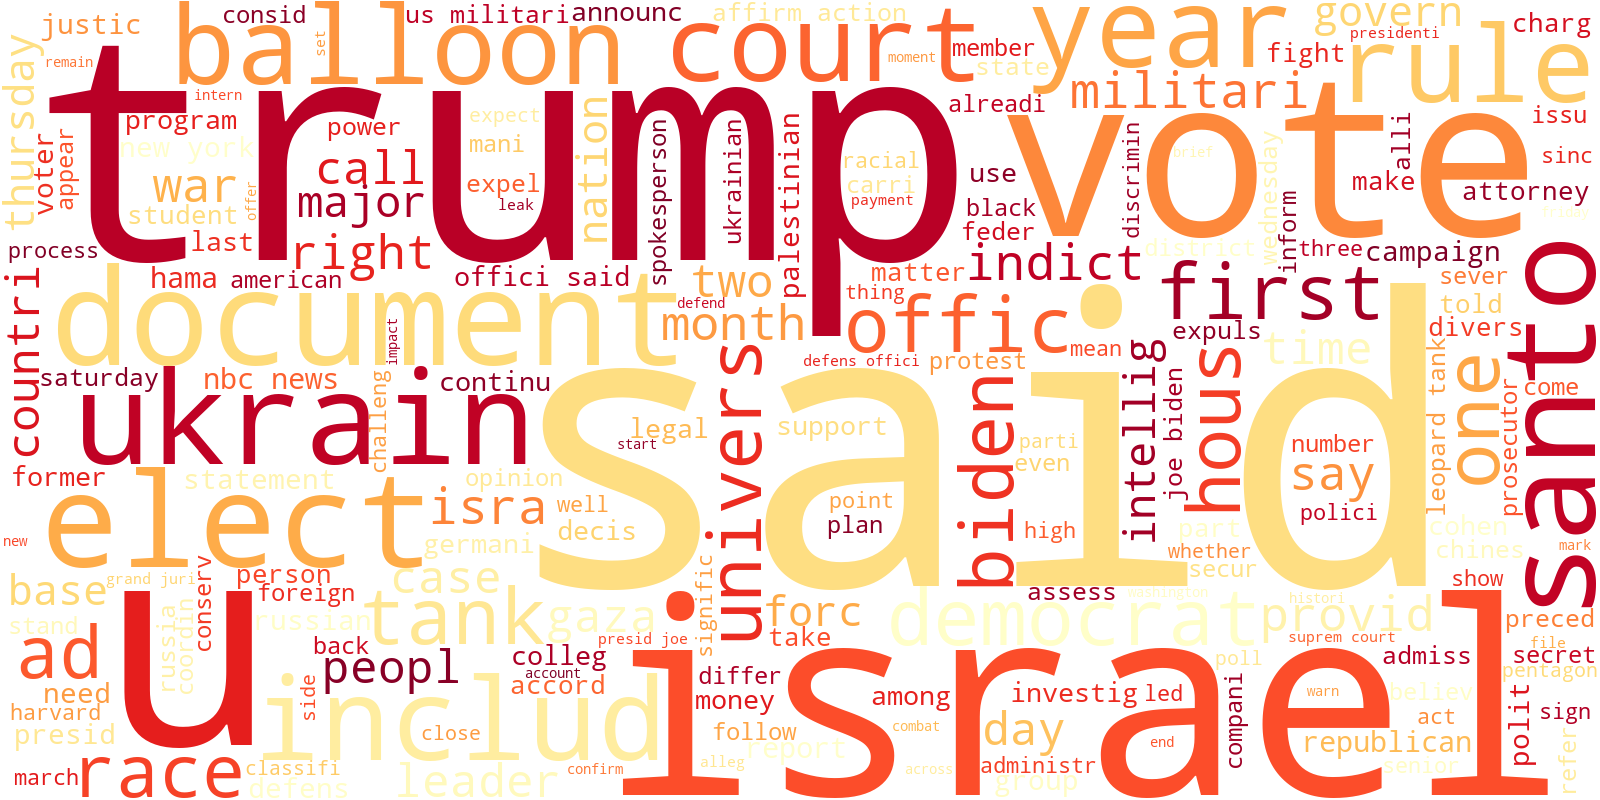 justic
consid
us militari
announc
affirm action
year
govern
charg
thursday
remain
balloon
set
court
member
state
moment
fight
presidenti
rule
trump
intern
program
new york
power
expect
mani
nation
palestinian
racial
carri
payment
alreadi
militari
vote
alli
issu
sinc
voter
appear
war
student
offer
call
major
expel
leak
spokesperson
ukrainian
use
black
feder
discrimin
brief
make
attorney
friday
process
last
right
wednesday
inform
district
three
campaign
countri
hama
american
offici said
two
matter
thing
indict
first
sever
told
santo
document
defend
month
offic
mean
expuls
divers
impact
defens offici
protest
time
saturday
nbc news
continu
univers
biden
intelligig
joe biden
hous
leopard tank
one
prosecutor
come
ukrain
challeng
start
legal
support
said
parti
even
number
say
former
statement
opinion
well
decis
point
plan
high
polici
elect
isra
germani
part
whether
secur
cohen
chines
new
mark
base
grand juri
person
foreign
conserv
case
signific
assess
washington
histori
show
stand
russia
coordin
russian
u
tank
gaza
forc
take
democrat
provid
preced
ad
back
peopl
colleg
account
accord
presid joe
israel
poll
suprem court
file
admiss
secret
pentagon
need
harvard
presid
side
includ
differ
money
among
investig
led
compani
warn
believ
act
polit
sign
refer
close
follow
report
combat
day
end
republican
march
race
classifi
defens
leader
confirm
alleg
across
administr
group
senior